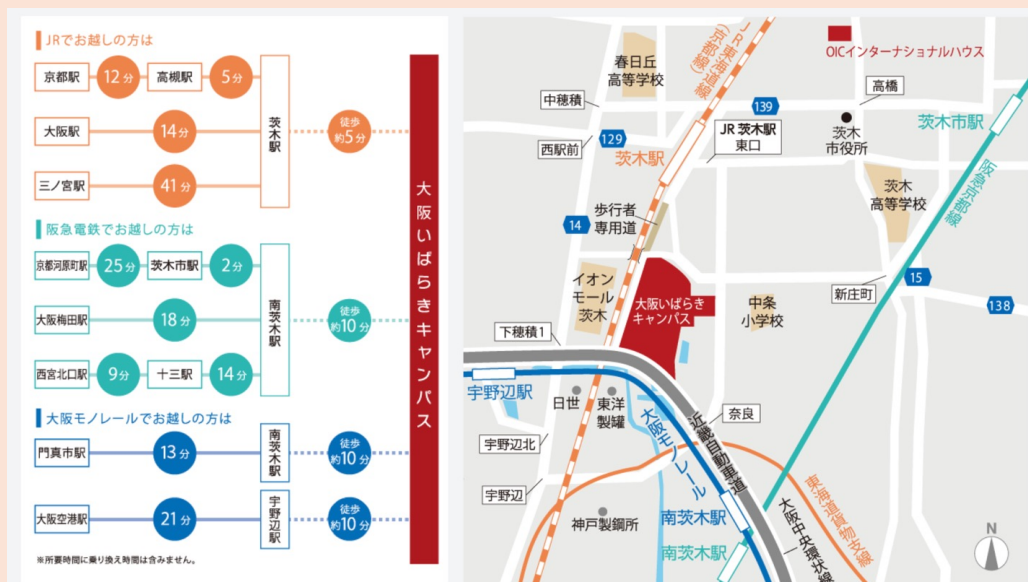 JRでお越しの方は
京都駅 12分 高槻駅 5分
大阪駅 14分
三ノ宮駅 41分
茨木駅
徒歩
約5分
阪急電鉄でお越しの方は
京都河原町駅 25分 茨木市駅 2分
大阪梅田駅 18分
西宮北口駅 9分 十三駅 14分
南茨木駅
徒歩
約10分
大阪モノレールでお越しの方は
門真市駅 13分 南茨木駅
徒歩
約10分
大阪空港駅 21分 宇野辺駅
徒歩
約10分
※所要時間に乗り換え時間は含みません。
大阪いばらきキャンパス
JR東海道線
(京都線)
OICインターナショナルハウス
春日丘
高等学校
中穂積
139
高橋
129
西駅前
茨木駅
JR 茨木駅
東口
茨木
市役所
茨木市駅
阪急京都線
茨木
高等学校
14
歩行者
専用道
イオン
モール
茨木
大阪いばらき
キャンパス
中条
小学校
新庄町
15
138
下穂積1
宇野辺駅
日世
東洋
製罐
奈良
大阪モノレール
近畿自動車道
宇野辺北
宇野辺
神戸製鋼所
南茨木駅
南茨木駅
大阪中央環状線
東海道貨物支線
N